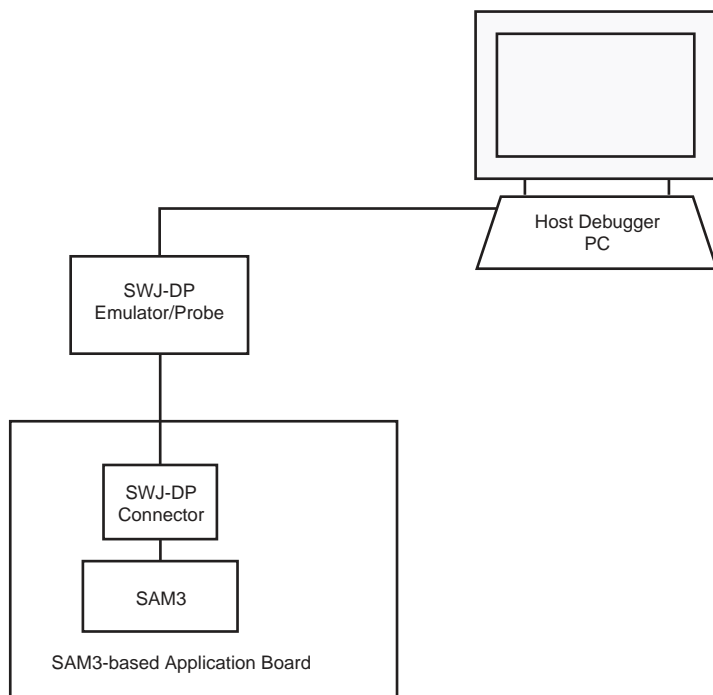 Host Debugger
PC
SWJ-DP
Emulator/Probe
SWJ-DP
Connector
SAM3
SAM3-based Application Board